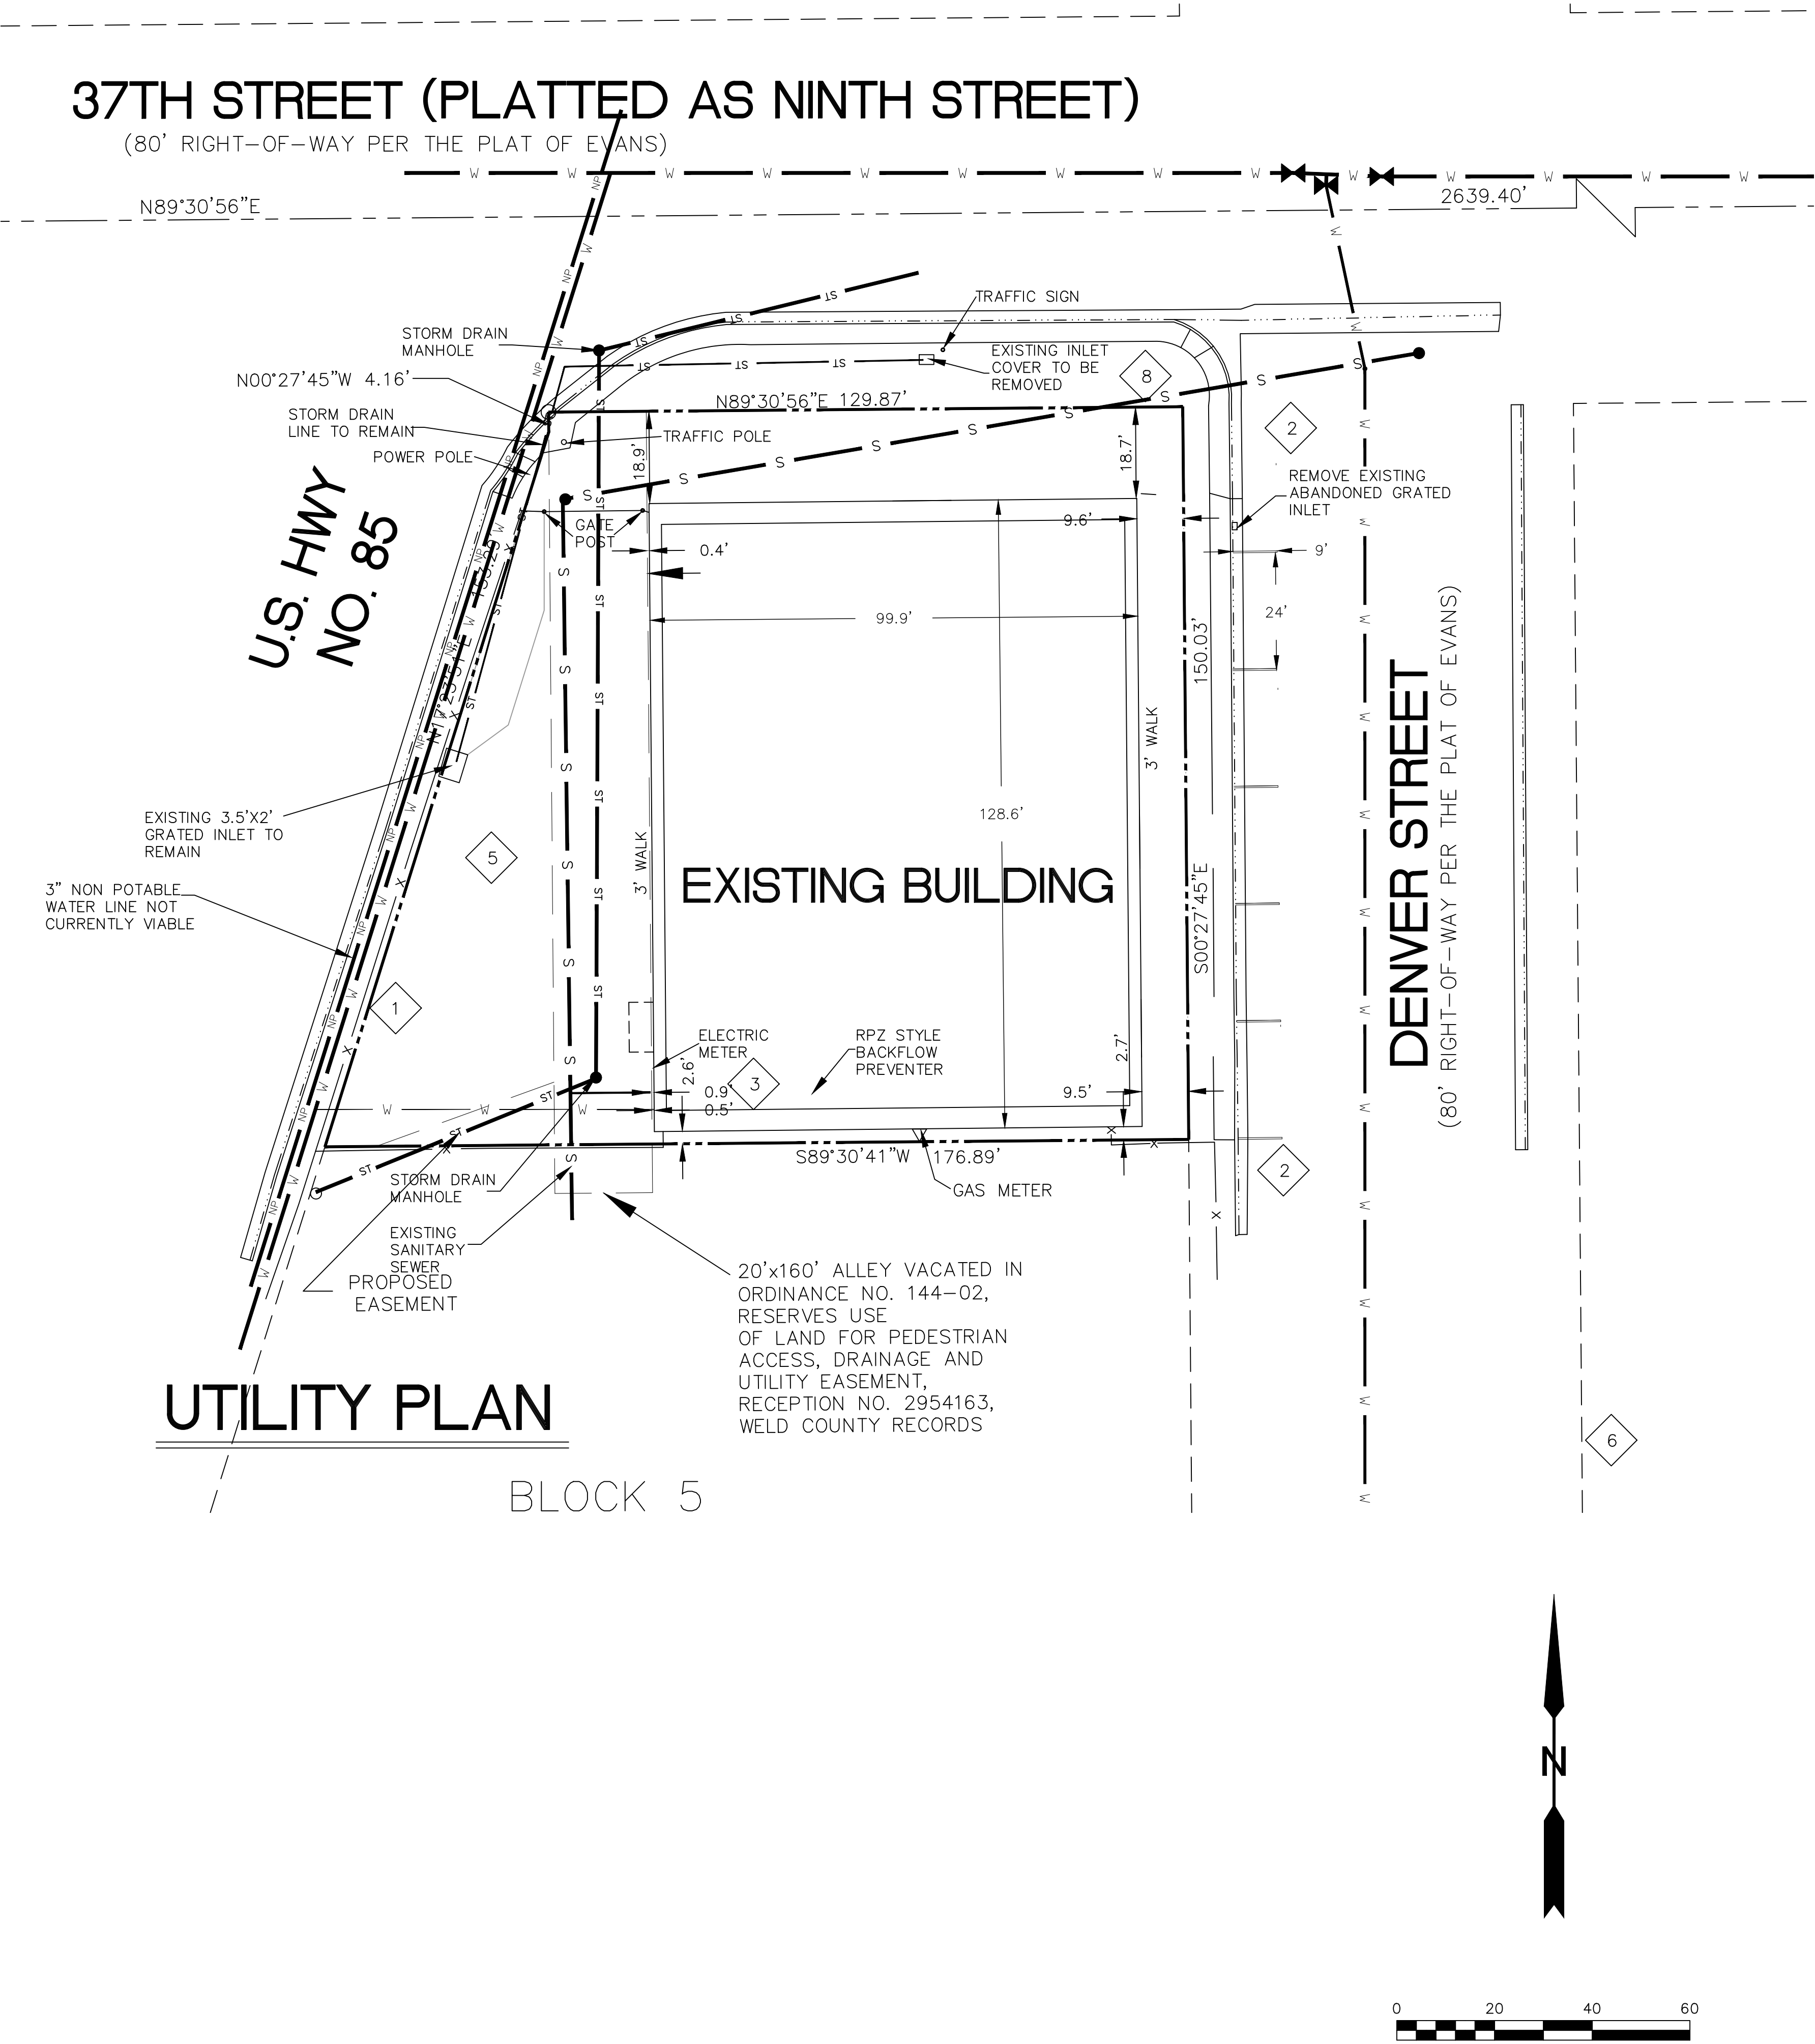 37TH STREET (PLATTED AS NINTH STREET)
(80' RIGHT-OF-WAY PER THE PLAT OF EVANS)
W W W W W W W W W W W W W W
N89°30'56"E
2639.40'
TRAFFIC SIGN
STORM DRAIN
MANHOLE
EXISTING INLET
COVER TO BE
REMOVED
8
N00°27'45"W 4.16'
N89°30'56"E 129.87'
STORM DRAIN
LINE TO REMAIN
TRAFFIC POLE
POWER POLE
18.9'
18.7'
2
REMOVE EXISTING
ABANDONED GRATED
INLET
U.S. HWY
NO. 85
GATE
POST
0.4'
9.6'
9'
24'
99.9'
N17°23'51"E 153.29'
150.03'
S00°27'45"E
3' WALK
128.6'
EXISTING 3.5'X2'
GRATED INLET TO
REMAIN
5
3' WALK
EXISTING BUILDING
DENVER STREET
(80' RIGHT-OF-WAY PER THE PLAT OF EVANS)
3" NON POTABLE
WATER LINE NOT
CURRENTLY VIABLE
1
ELECTRIC
METER
RPZ STYLE
BACKFLOW
PREVENTER
2.6'
3
2.7'
0.9'
9.5'
0.5'
W W W
S89°30'41"W 176.89'
2
STORM DRAIN
MANHOLE
GAS METER
EXISTING
SANITARY
SEWER
PROPOSED
EASEMENT
20'x160' ALLEY VACATED IN
ORDINANCE NO. 144-02,
RESERVES USE
OF LAND FOR PEDESTRIAN
ACCESS, DRAINAGE AND
UTILITY EASEMENT,
RECEPTION NO. 2954163,
WELD COUNTY RECORDS
UTILITY PLAN
6
BLOCK 5
N
0 20 40 60